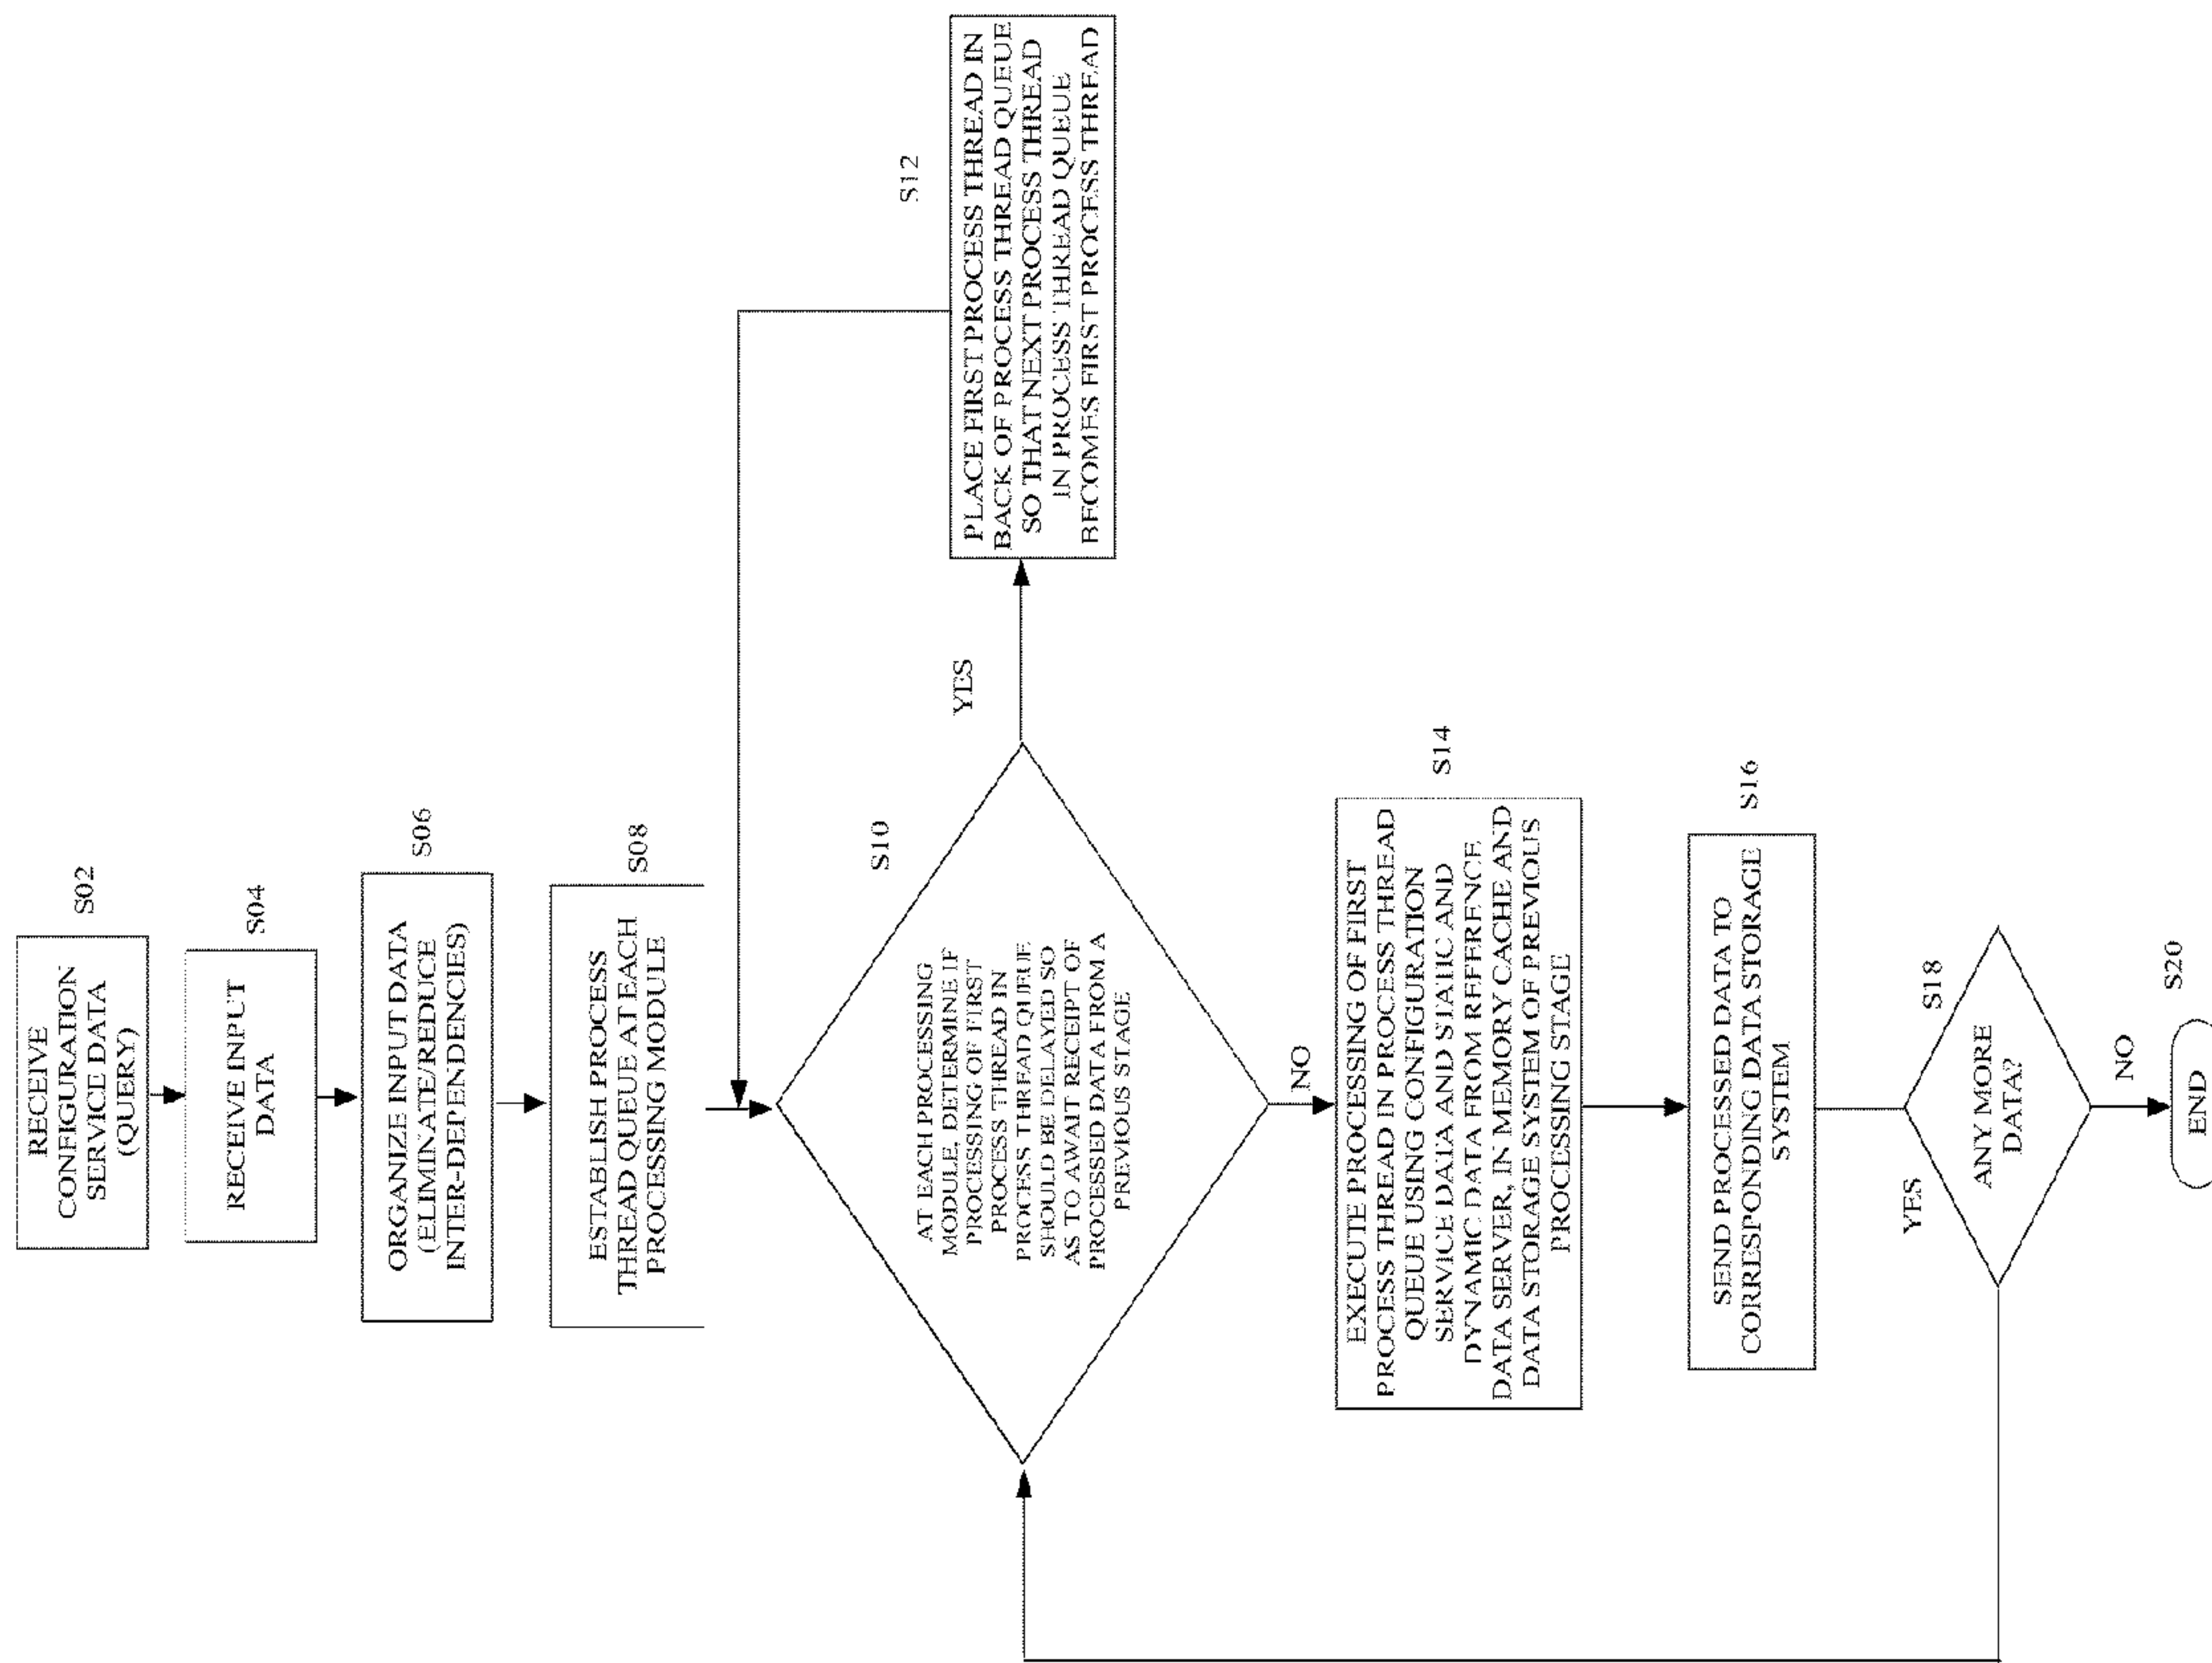 RECEIVE
CONFIGURATION
SERVICE DATA
(QUERY)
S02
RECEIVE INPUT
DATA
S04
ORGANIZE INPUT DATA
(ELIMINATE/REDUCE
INTER-DEPENDENCIES)
S06
ESTABLISH PROCESS
THREAD QUEUE AT EACH
PROCESSING MODULE
S08
AT EACH PROCESSING
MODULE, DETERMINE IF
PROCESSING OF FIRST
PROCESS THREAD IN
PROCESS THREAD QUEUE
SHOULD BE DELAYED SO
AS TO AWAIT RECEIPT OF
PROCESSED DATA FROM A
PREVIOUS STAGE
S10
YES
PLACE FIRST PROCESS THREAD IN
BACK OF PROCESS THREAD QUEUE
SO THAT NEXT PROCESS THREAD
IN PROCESS THREAD QUEUE
BECOMES FIRST PROCESS THREAD
S12
NO
EXECUTE PROCESSING OF FIRST
PROCESS THREAD IN PROCESS THREAD
QUEUE USING CONFIGURATION
SERVICE DATA AND STATIC AND
DYNAMIC DATA FROM REFERENCE
DATA SERVER, IN MEMORY CACHE AND
DATA STORAGE SYSTEM OF PREVIOUS
PROCESSING STAGE
S14
SEND PROCESSED DATA TO
CORRESPONDING DATA STORAGE
SYSTEM
S16
YES
ANY MORE
DATA?
S18
NO
END
S20